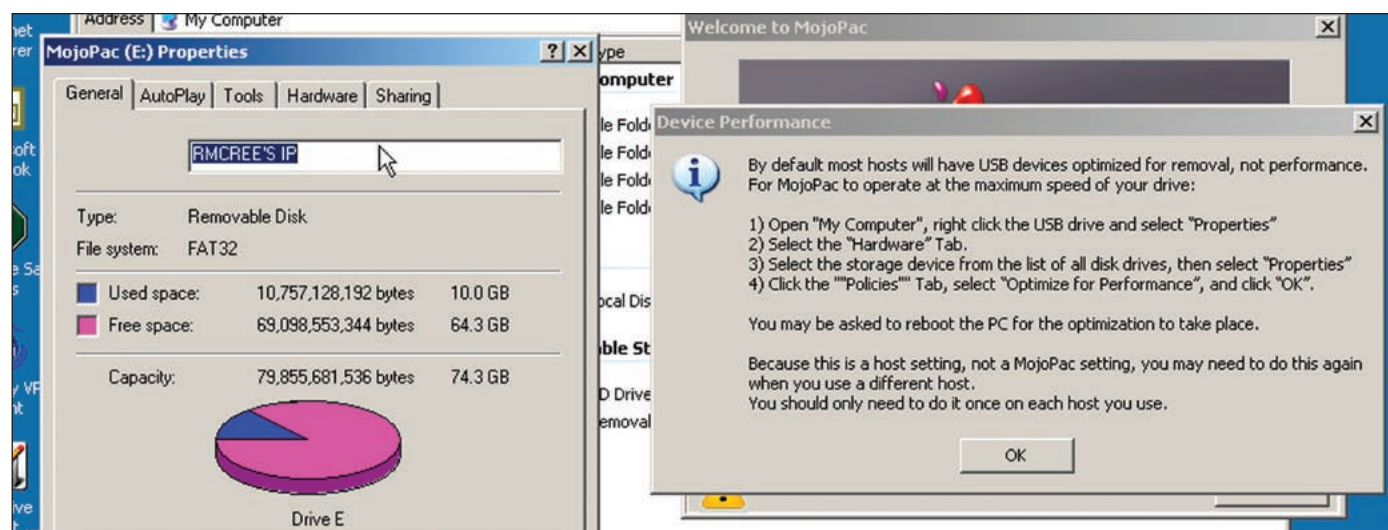 Address My Computer
MojoPac (E:) Properties
General AutoPlay Tools Hardware Sharing
RMCREE'S IP
Type: Removable Disk
File system: FAT32
Used space: 10,757,128,192 bytes 10.0 GB
Free space: 69,098,553,344 bytes 64.3 GB
Capacity: 79,855,681,536 bytes 74.3 GB
Drive E
Welcome to MojoPac
Device Performance
By default most hosts will have USB devices optimized for removal, not performance.
For MojoPac to operate at the maximum speed of your drive:
1) Open "My Computer", right click the USB drive and select "Properties"
2) Select the "Hardware" Tab.
3) Select the storage device from the list of all disk drives, then select "Properties"
4) Click the ""Policies"" Tab, select "Optimize for Performance", and click "OK".
You may be asked to reboot the PC for the optimization to take place.
Because this is a host setting, not a MojoPac setting, you may need to do this again
when you use a different host.
You should only need to do it once on each host you use.
OK